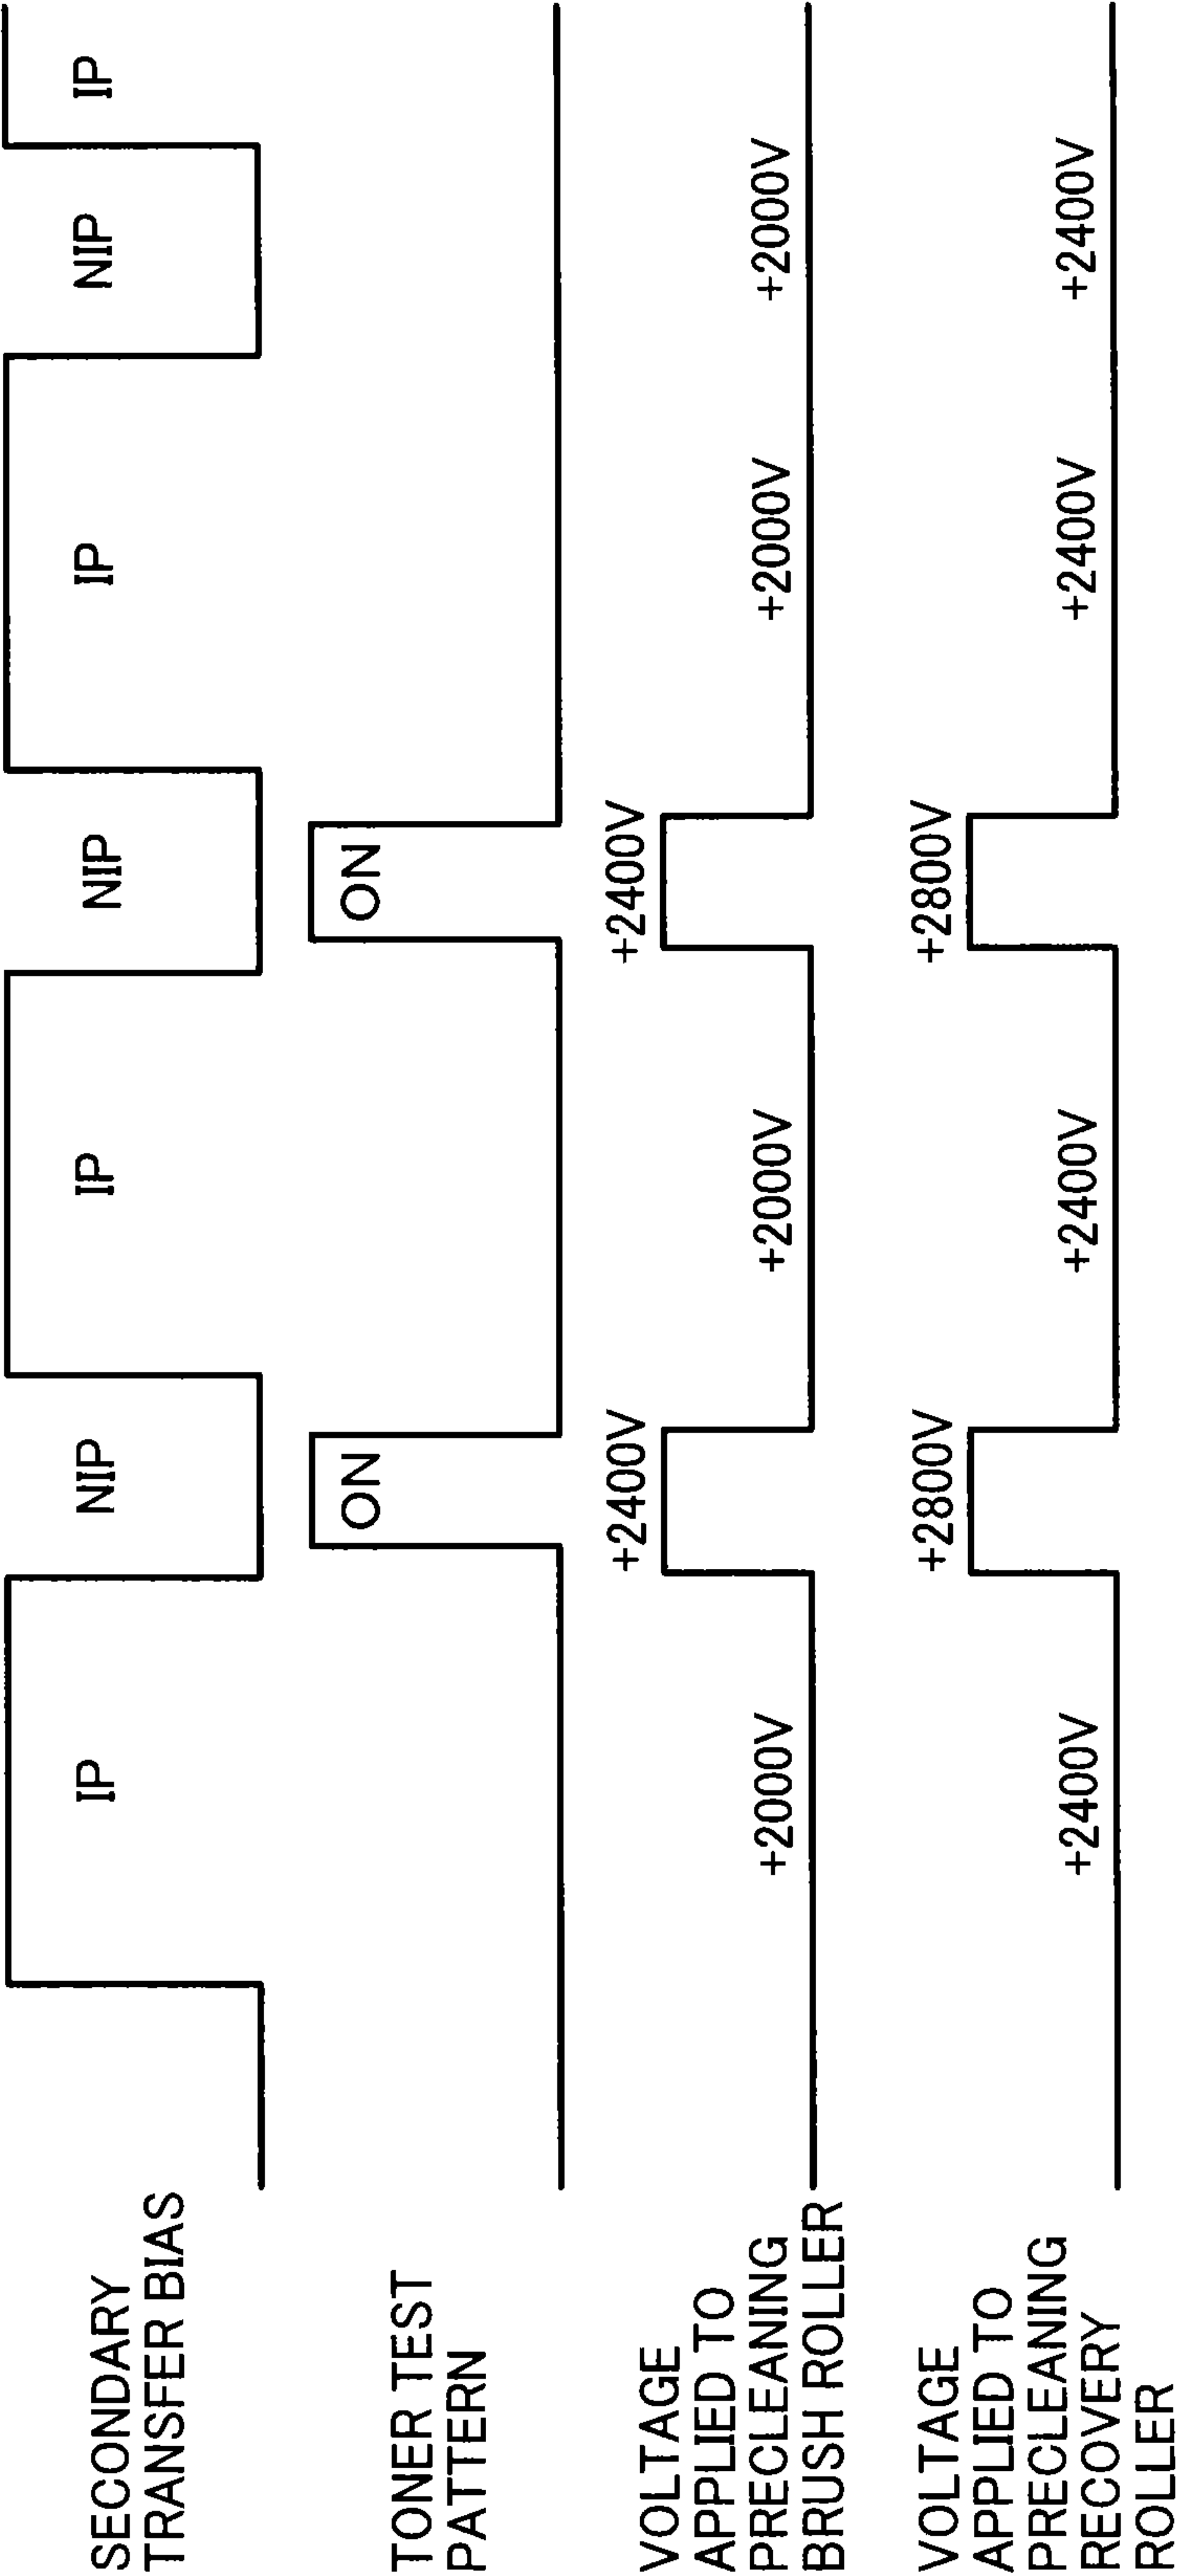 SECONDARY
TRANSFER BIAS
IP
NIP
IP
NIP
IP
NIP
IP
TONER TEST
PATTERN
ON
ON
VOLTAGE
APPLIED TO
PRECLEANING
BRUSH ROLLER
+2000V
+2400V
+2000V
+2400V
+2000V
+2000V
VOLTAGE
APPLIED TO
PRECLEANING
RECOVERY
ROLLER
+2400V
+2800V
+2400V
+2800V
+2400V
+2400V